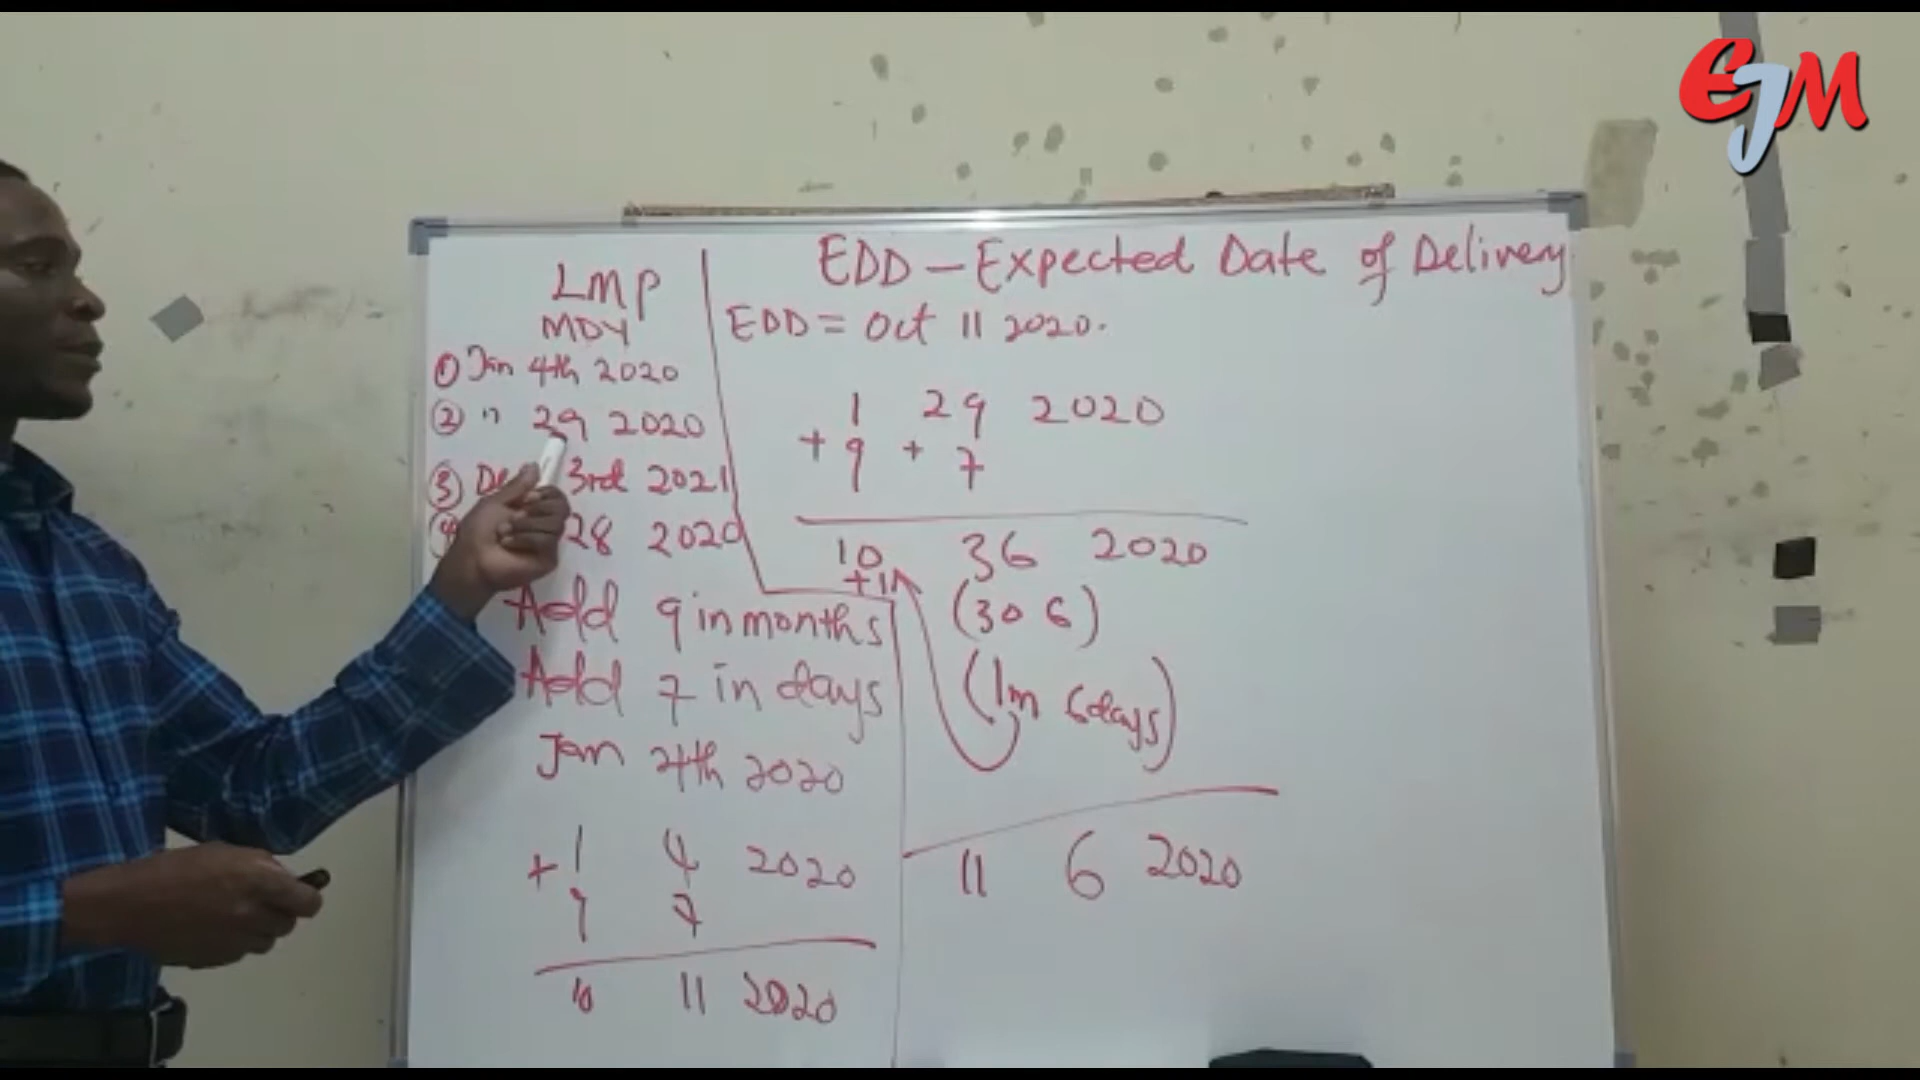 EJM
LMP
MDY
① Jan 4th 2020
② " 29 2020
③ 3rd 2021
28 2020
Add 9 in months
Add 7 in days
Jan 4th 2020
+ 1 4 2020
9 7
10 11 2020
EDD - Expected Date of Delivery
EDD = Oct 11 2020.
1 29 2020
+ 9 + 7
10 36 2020
+1 (30 6)
(1m 6days)
11 6 2020